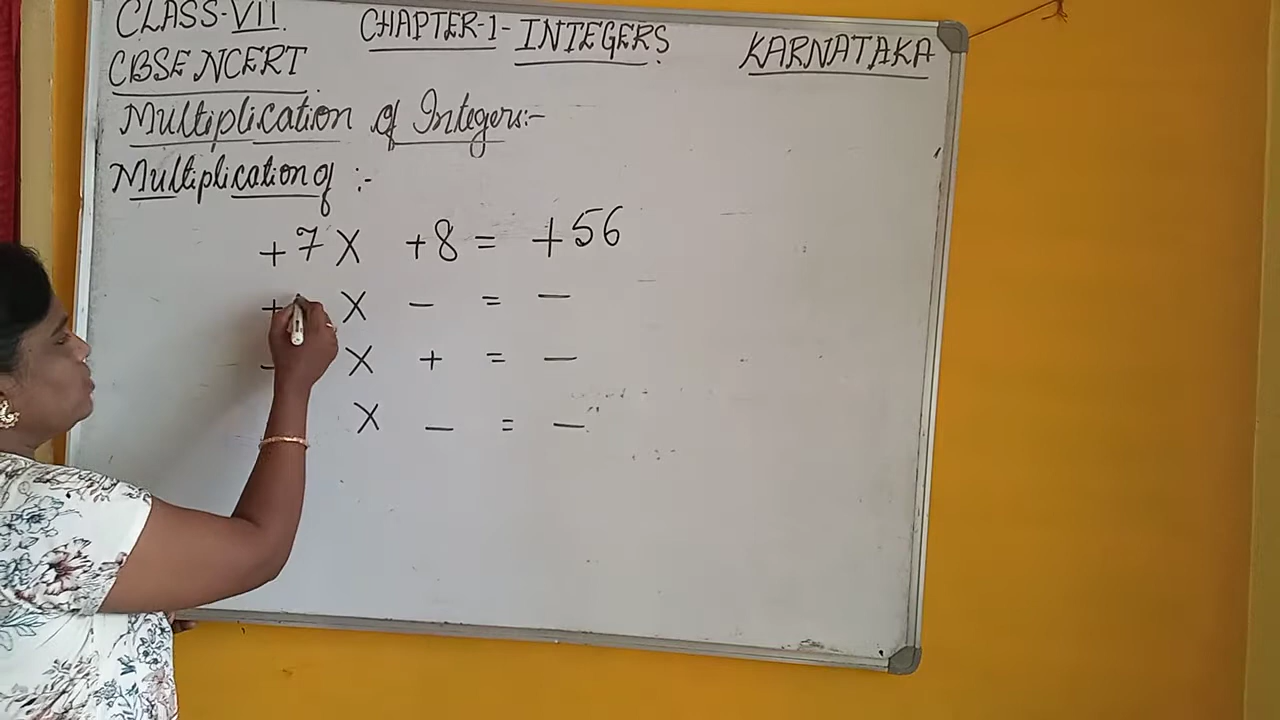 CLASS-VII. CHAPTER-1-INTEGERS. KARNATAKA
CBSE NCERT
Multiplication of Integers:-
Multiplication of :-
+7 X +8 = +56
+ X - = -
- X + = -
X - = -